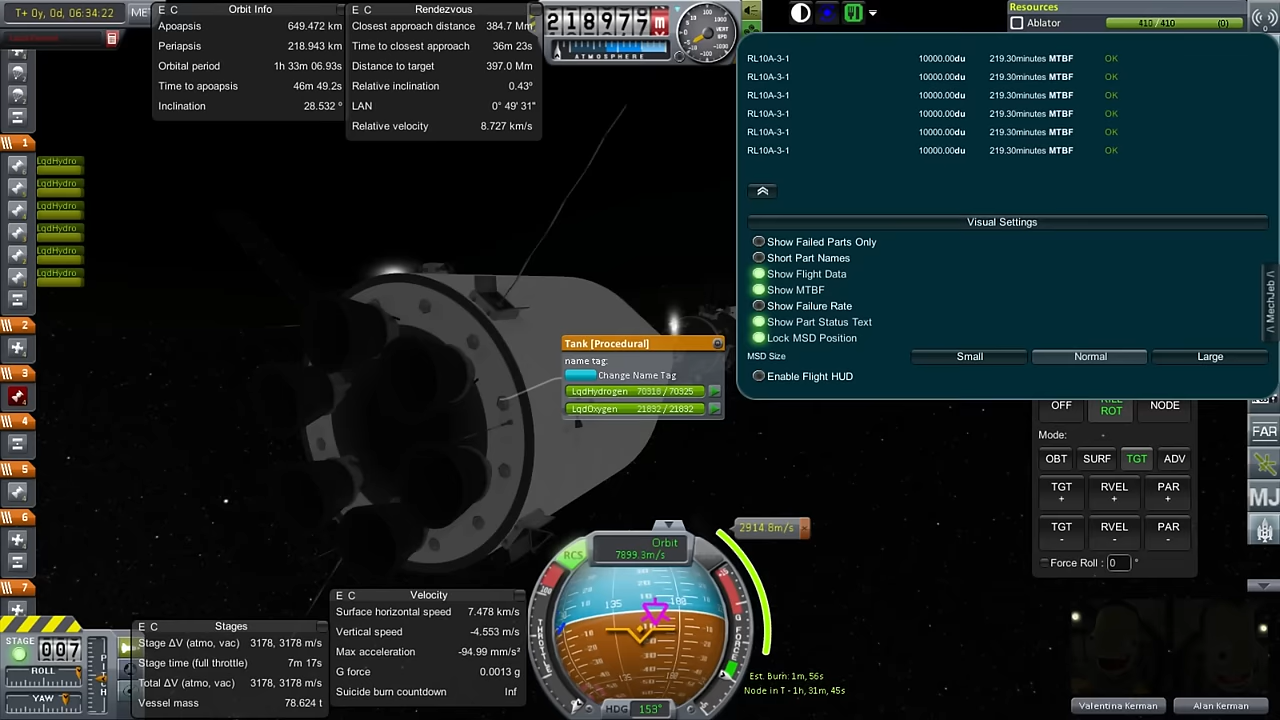 T+ 0y, 0d, 06:34:22
MET
E C Orbit Info
Apoapsis 649.472 km
Periapsis 218.943 km
Orbital period 1h 33m 06.93s
Time to apoapsis 46m 49.2s
Inclination 28.532 °
E C Rendezvous
Closest approach distance 384.7 Mm
Time to closest approach 36m 23s
Distance to target 397.0 Mm
Relative inclination 0.43°
LAN 0° 49' 31"
Relative velocity 8.727 km/s
218977 m
ATMOSPHERE
Resources
Ablator 410 / 410 (0)
RL10A-3-1 10000.00du 219.30minutes MTBF OK
RL10A-3-1 10000.00du 219.30minutes MTBF OK
RL10A-3-1 10000.00du 219.30minutes MTBF OK
RL10A-3-1 10000.00du 219.30minutes MTBF OK
RL10A-3-1 10000.00du 219.30minutes MTBF OK
RL10A-3-1 10000.00du 219.30minutes MTBF OK
Visual Settings
Show Failed Parts Only
Short Part Names
Show Flight Data
Show MTBF
Show Failure Rate
Show Part Status Text
Lock MSD Position
MSD Size Small Normal Large
Enable Flight HUD
/\ MechJeb /\
1
LqdHydro
LqdHydro
LqdHydro
LqdHydro
LqdHydro
LqdHydro
2
3
4
5
6
7
Tank [Procedural]
name tag:
Change Name Tag
LqdHydrogen 70318 / 70325
LqdOxygen 21832 / 21832
OFF KILL ROT NODE
Mode:
OBT SURF TGT ADV
TGT + RVEL + PAR +
TGT - RVEL - PAR -
Force Roll : 0 °
FAR
MJ
2914.8m/s
Orbit
7899.3m/s
RCS
HDG 153°
Est. Burn: 1m, 56s
Node in T - 1h, 31m, 45s
E C Velocity
Surface horizontal speed 7.478 km/s
Vertical speed -4.553 m/s
Max acceleration -94.99 mm/s²
G force 0.0013 g
Suicide burn countdown Inf
E C Stages
Stage ΔV (atmo, vac) 3178, 3178 m/s
Stage time (full throttle) 7m 17s
Total ΔV (atmo, vac) 3178, 3178 m/s
Vessel mass 78.624 t
STAGE 007
ROLL
YAW
Valentina Kerman
Alan Kerman